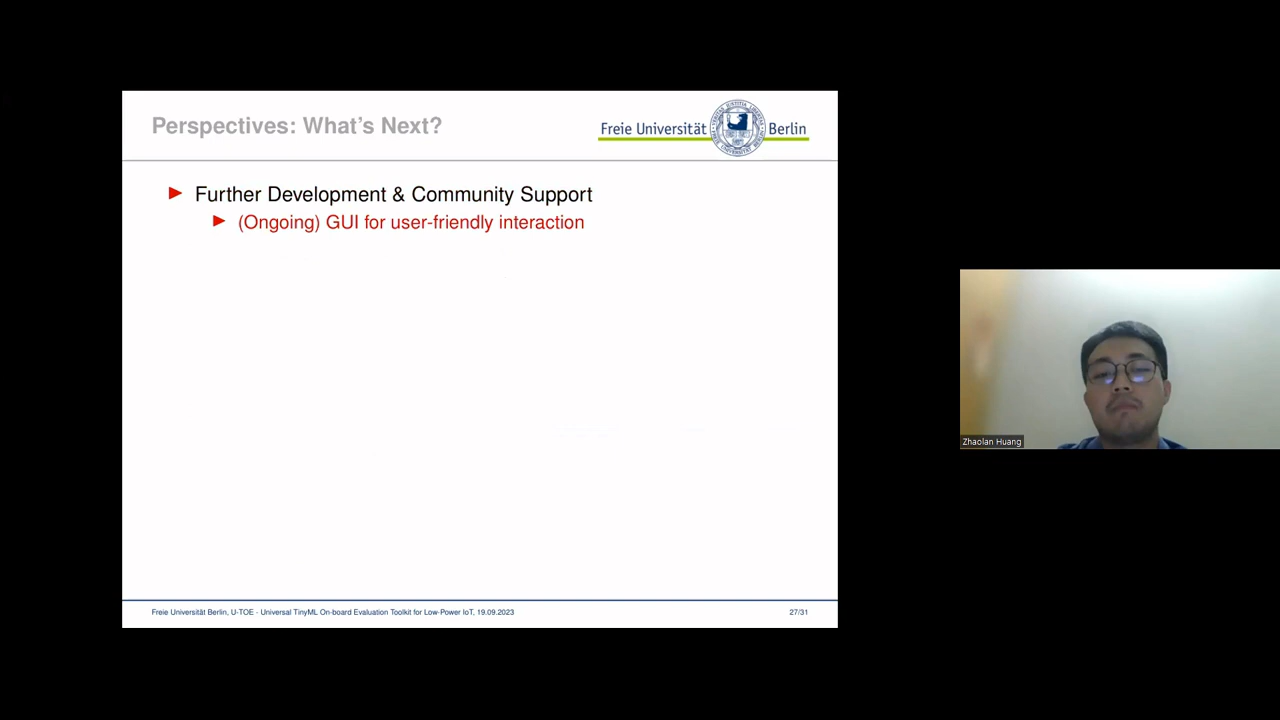 Perspectives: What's Next?
Freie Universität Berlin
Further Development & Community Support
(Ongoing) GUI for user-friendly interaction
Zhaolan Huang
Freie Universität Berlin, U-TOE - Universal TinyML On-board Evaluation Toolkit for Low-Power IoT, 19.09.2023
27/31